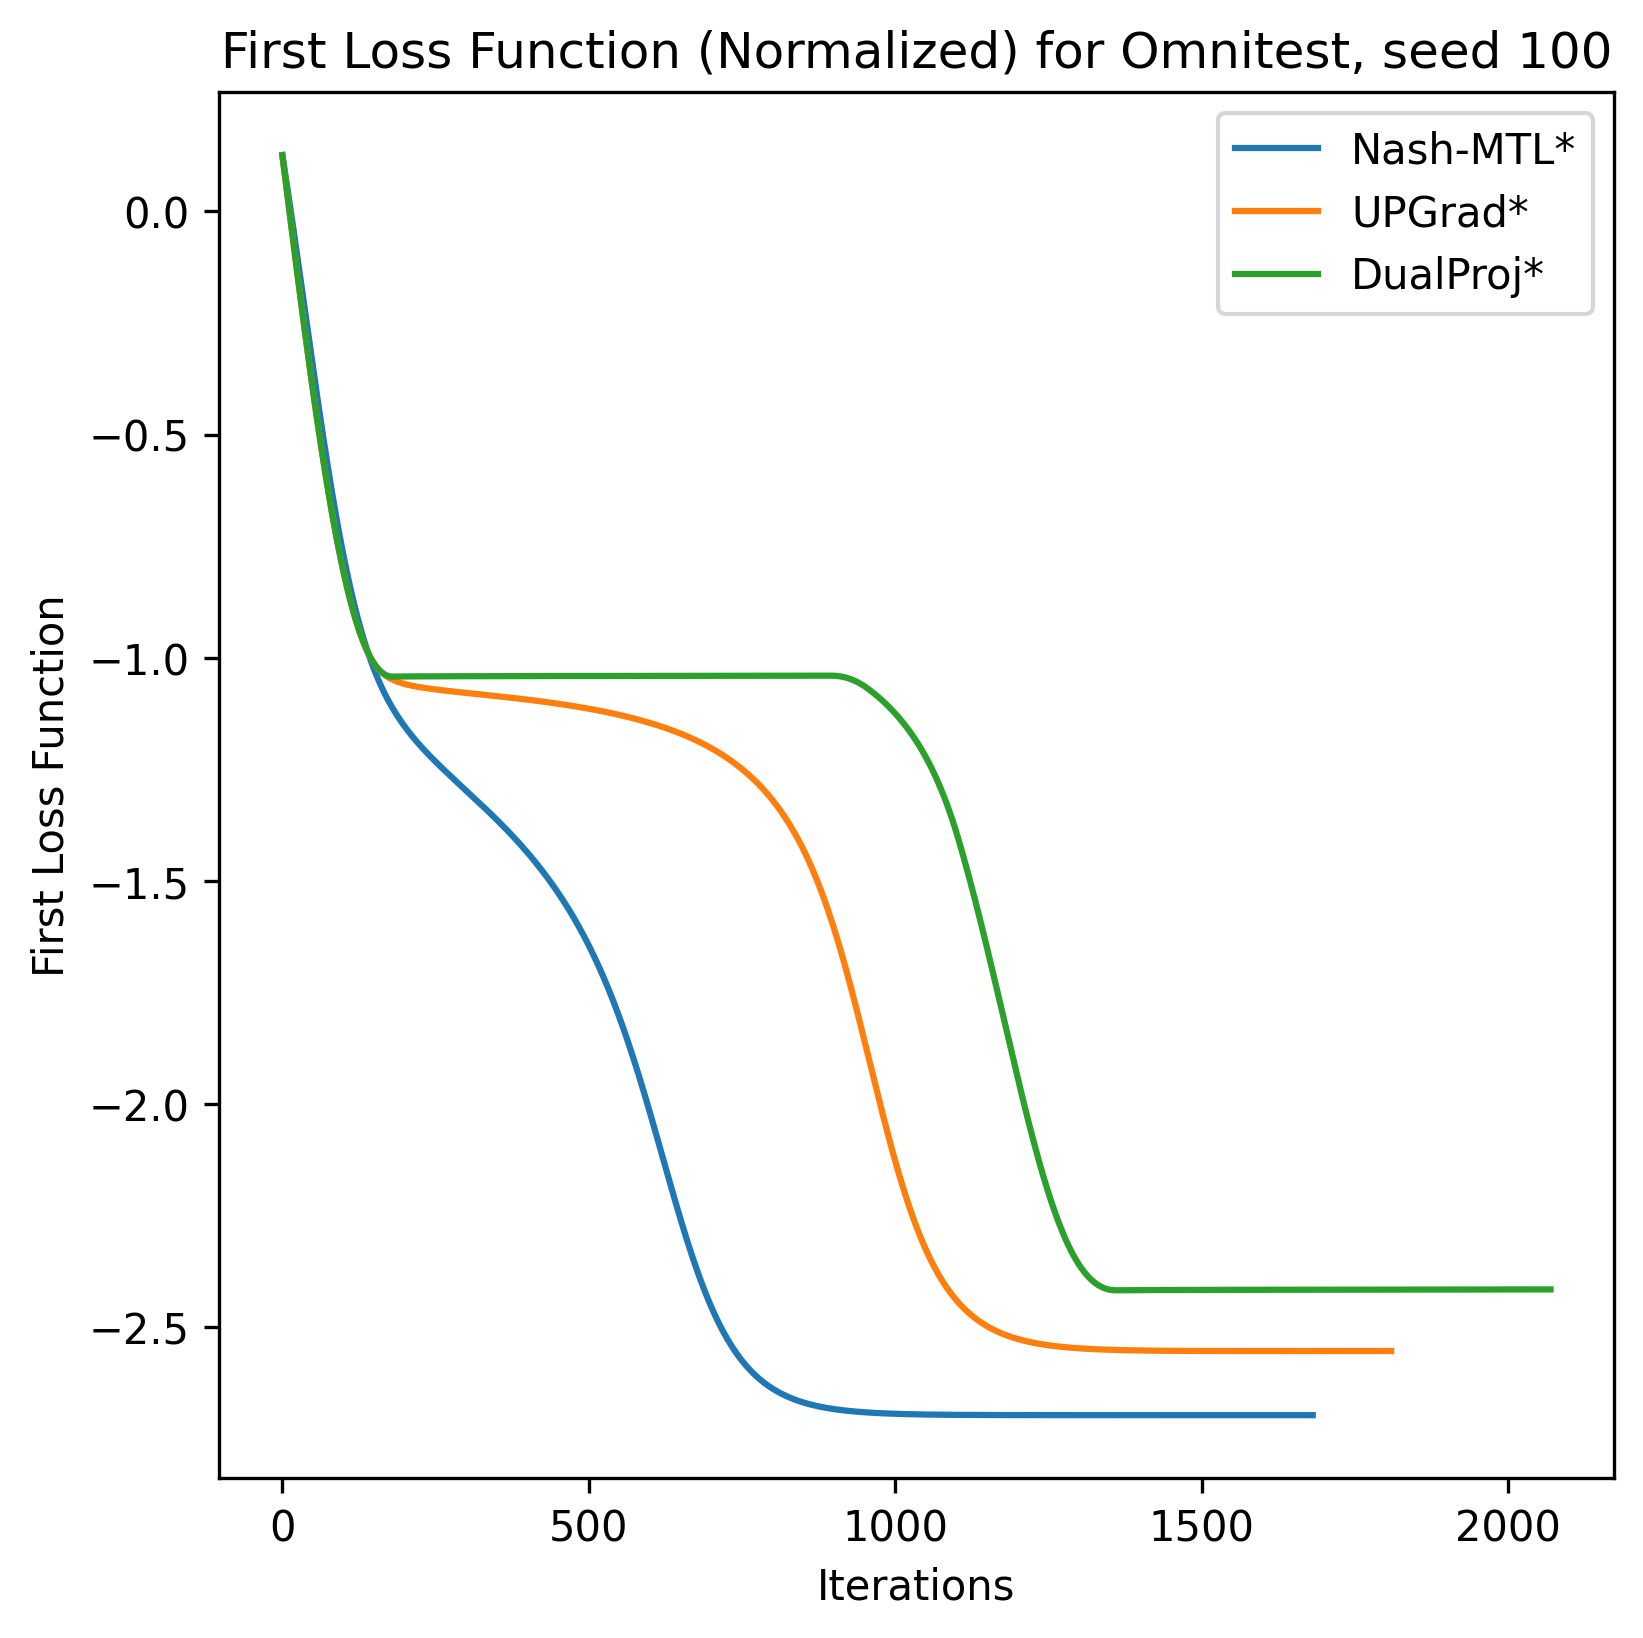 First Loss Function (Normalized) for Omnitest, seed 100
Nash-MTL*
UPGrad*
DualProj*
0.0
−0.5
−1.0
−1.5
−2.0
−2.5
First Loss Function
0 500 1000 1500 2000
Iterations